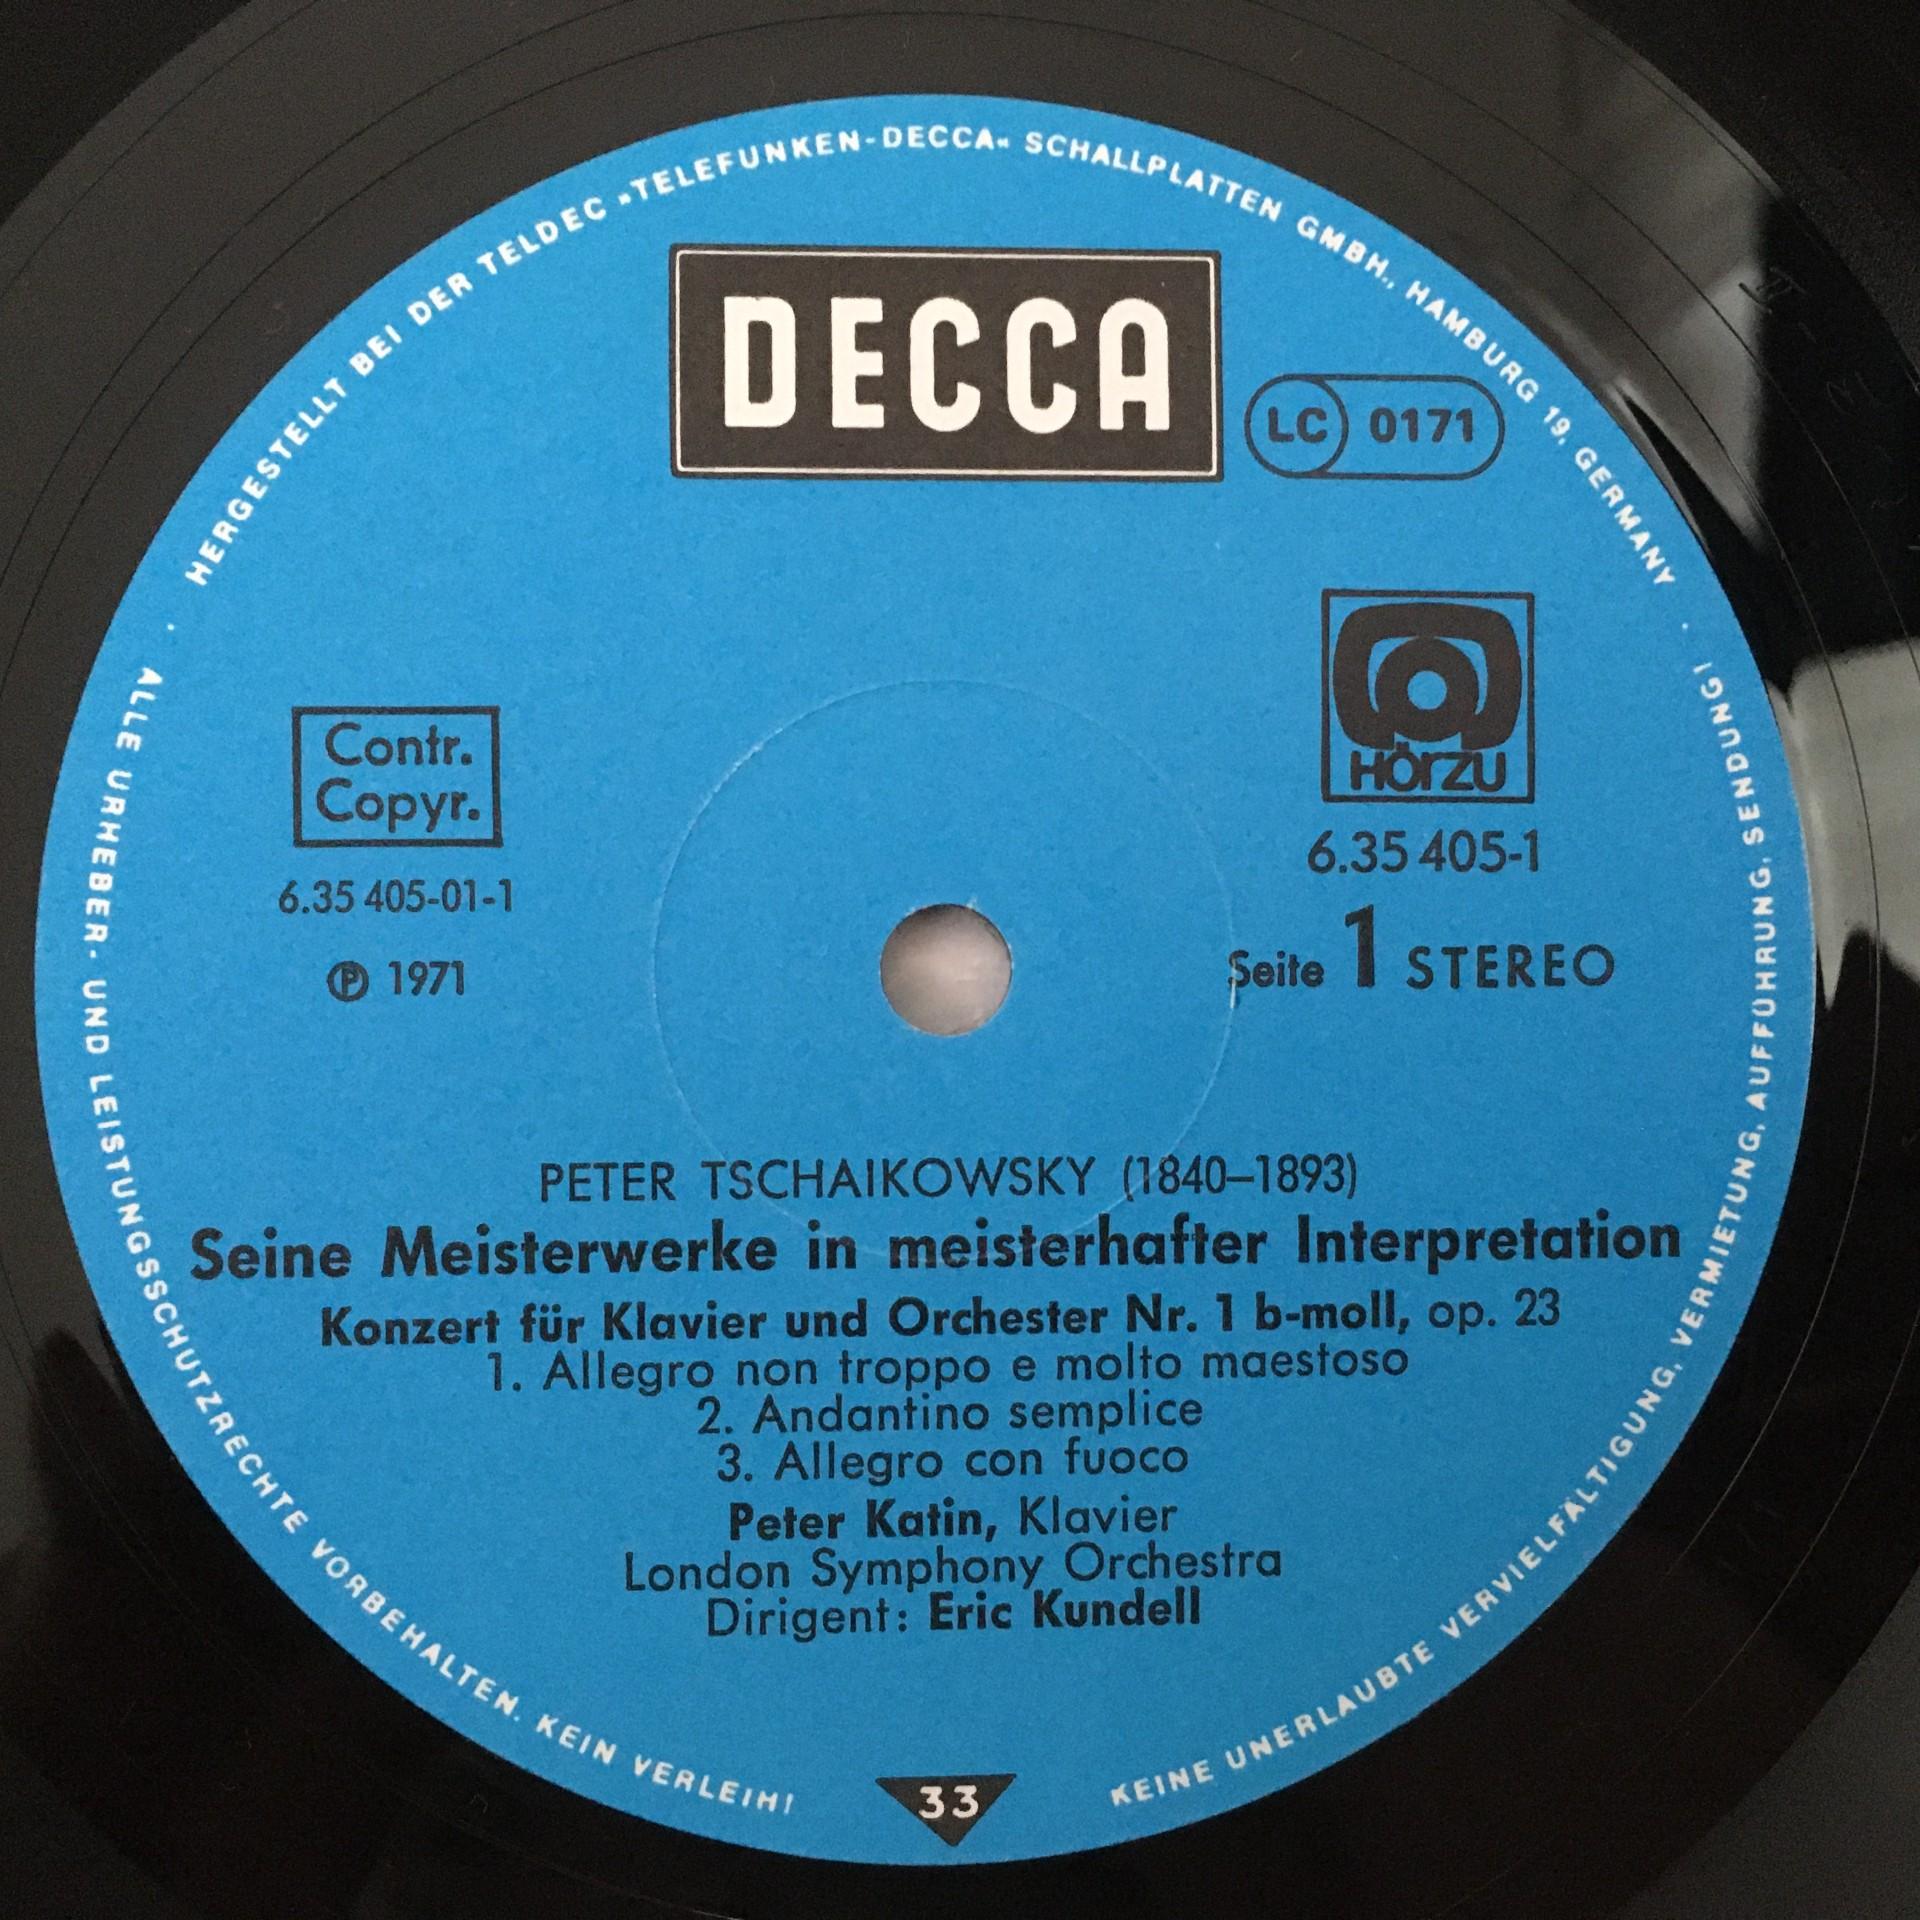 HERGESTELLT BEI DER TELDEC »TELEFUNKEN-DECCA« SCHALLPLATTEN GMBH., HAMBURG 19, GERMANY
DECCA
LC 0171
HÖRZU
Contr.
Copyr.
6.35 405-1
6.35 405-01-1
Seite 1 STEREO
℗ 1971
PETER TSCHAIKOWSKY (1840–1893)
Seine Meisterwerke in meisterhafter Interpretation
Konzert für Klavier und Orchester Nr. 1 b-moll, op. 23
1. Allegro non troppo e molto maestoso
2. Andantino semplice
3. Allegro con fuoco
Peter Katin, Klavier
London Symphony Orchestra
Dirigent: Eric Kundell
33
ALLE URHEBER- UND LEISTUNGSSCHUTZRECHTE VORBEHALTEN. KEIN VERLEIH! KEINE UNERLAUBTE VERVIELFÄLTIGUNG, VERMIETUNG, AUFFÜHRUNG, SENDUNG!